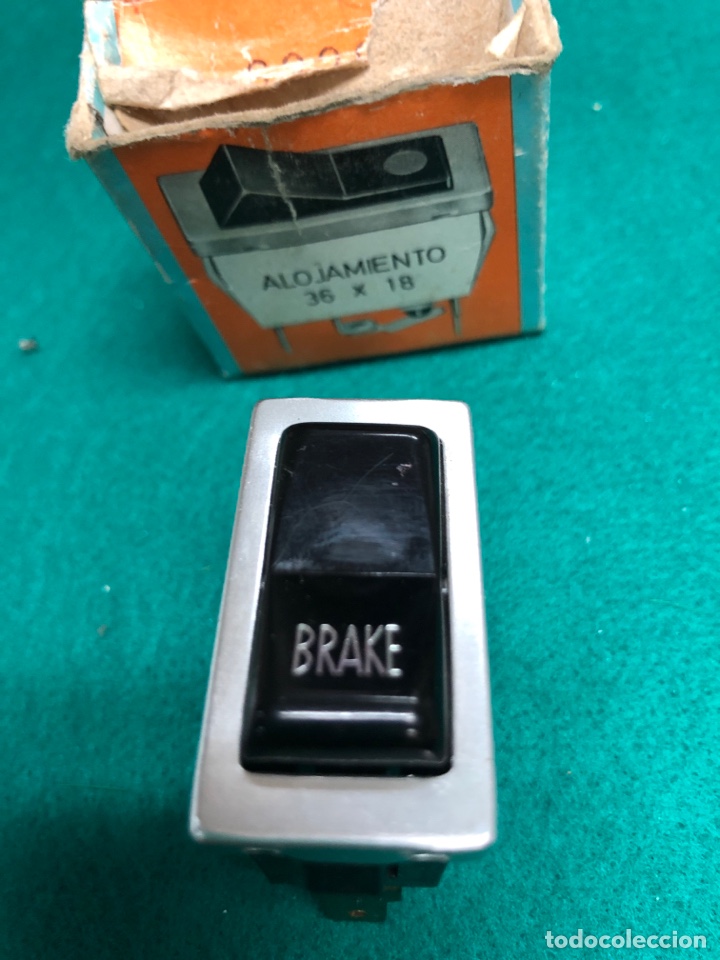 ALOJAMIENTO
36 X 18
BRAKE
todocoleccion